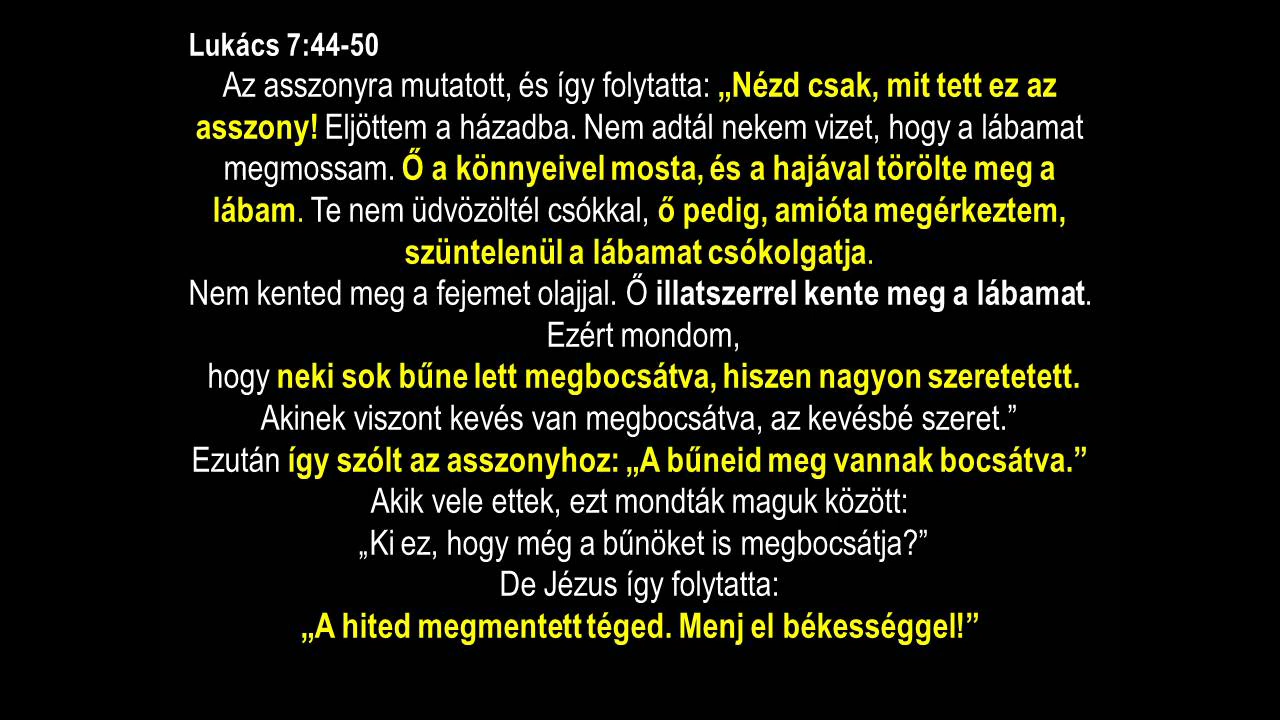 Lukács 7:44-50
Az asszonyra mutatott, és így folytatta: „Nézd csak, mit tett ez az
asszony! Eljöttem a házadba. Nem adtál nekem vizet, hogy a lábamat
megmossam. Ő a könnyeivel mosta, és a hajával törölte meg a
lábam. Te nem üdvözöltél csókkal, ő pedig, amióta megérkeztem,
szüntelenül a lábamat csókolgatja.
Nem kented meg a fejemet olajjal. Ő illatszerrel kente meg a lábamat.
Ezért mondom,
hogy neki sok bűne lett megbocsátva, hiszen nagyon szeretetett.
Akinek viszont kevés van megbocsátva, az kevésbé szeret.”
Ezután így szólt az asszonyhoz: „A bűneid meg vannak bocsátva.”
Akik vele ettek, ezt mondták maguk között:
„Ki ez, hogy még a bűnöket is megbocsátja?”
De Jézus így folytatta:
„A hited megmentett téged. Menj el békességgel!”